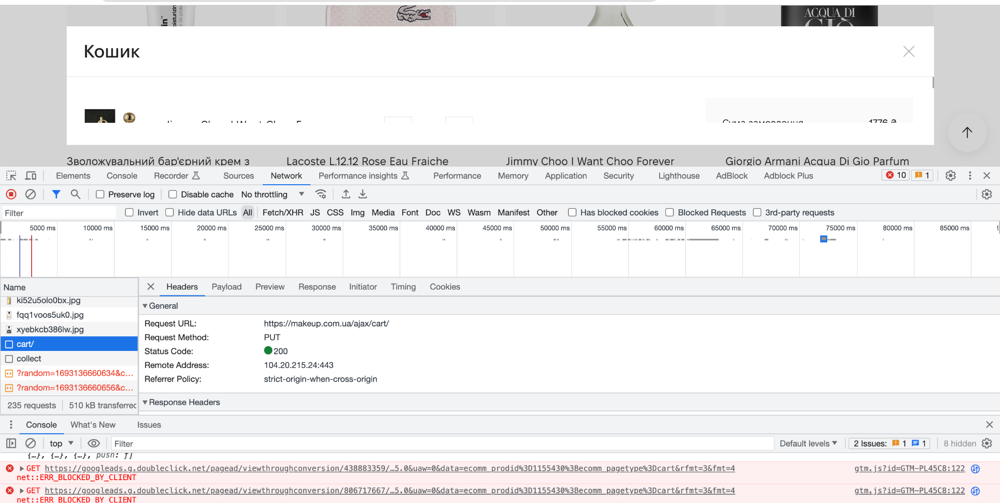 in™
moisturizin
e de prote
ACQUA DI
GIÒ
Кошик
Jimmy Choo I Want Choo F
Сума замовлення 1776 ₴
Зволожувальний бар'єрний крем з Lacoste L.12.12 Rose Eau Fraiche Jimmy Choo I Want Choo Forever Giorgio Armani Acqua Di Gio Parfum
Elements Console Recorder Sources Network Performance insights Performance Memory Application Security Lighthouse AdBlock Adblock Plus 10 1
Preserve log Disable cache No throttling
Filter Invert Hide data URLs All Fetch/XHR JS CSS Img Media Font Doc WS Wasm Manifest Other Has blocked cookies Blocked Requests 3rd-party requests
5000 ms 10000 ms 15000 ms 20000 ms 25000 ms 30000 ms 35000 ms 40000 ms 45000 ms 50000 ms 55000 ms 60000 ms 65000 ms 70000 ms 75000 ms 80000 ms 85000 ms
Name
ki52u5olo0bx.jpg
fqq1voos5uk0.jpg
xyebkcb386lw.jpg
cart/
collect
?random=1693136660634&c...
?random=1693136660656&c...
235 requests 510 kB transferred
Headers Payload Preview Response Initiator Timing Cookies
General
Request URL: https://makeup.com.ua/ajax/cart/
Request Method: PUT
Status Code: 200
Remote Address: 104.20.215.24:443
Referrer Policy: strict-origin-when-cross-origin
Response Headers
Console What's New Issues
top Filter Default levels 2 Issues: 1 1 8 hidden
{…}, {…}, {…}, push: ƒ]
GET https://googleads.g.doubleclick.net/pagead/viewthroughconversion/438883359/…5.0&uaw=0&data=ecomm_prodid%3D1155430%3Becomm_pagetype%3Dcart&rfmt=3&fmt=4 gtm.js?id=GTM-PL45C8:122
net::ERR_BLOCKED_BY_CLIENT
GET https://googleads.g.doubleclick.net/pagead/viewthroughconversion/806717667/…5.0&uaw=0&data=ecomm_prodid%3D1155430%3Becomm_pagetype%3Dcart&rfmt=3&fmt=4 gtm.js?id=GTM-PL45C8:122
net::ERR_BLOCKED_BY_CLIENT